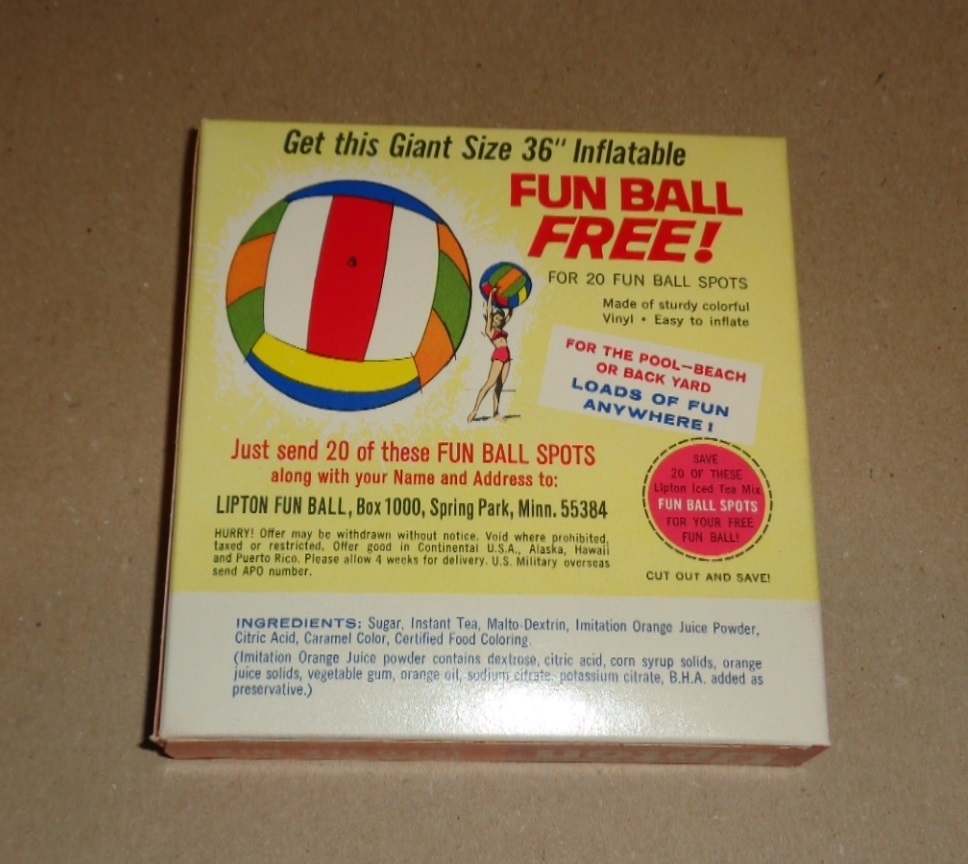 Get this Giant Size 36" Inflatable
FUN BALL
FREE!
FOR 20 FUN BALL SPOTS
Made of sturdy colorful
Vinyl • Easy to inflate
FOR THE POOL–BEACH
OR BACK YARD
LOADS OF FUN
ANYWHERE!
Just send 20 of these FUN BALL SPOTS
along with your Name and Address to:
LIPTON FUN BALL, Box 1000, Spring Park, Minn. 55384
HURRY! Offer may be withdrawn without notice. Void where prohibited,
taxed or restricted. Offer good in Continental U.S.A., Alaska, Hawaii
and Puerto Rico. Please allow 4 weeks for delivery. U.S. Military overseas
send APO number.
SAVE
20 OF THESE
Lipton Iced Tea Mix
FUN BALL SPOTS
FOR YOUR FREE
FUN BALL!
CUT OUT AND SAVE!
INGREDIENTS: Sugar, Instant Tea, Malto-Dextrin, Imitation Orange Juice Powder,
Citric Acid, Caramel Color, Certified Food Coloring.
(Imitation Orange Juice powder contains dextrose, citric acid, corn syrup solids, orange
juice solids, vegetable gum, orange oil, sodium citrate, potassium citrate, B.H.A. added as
preservative.)